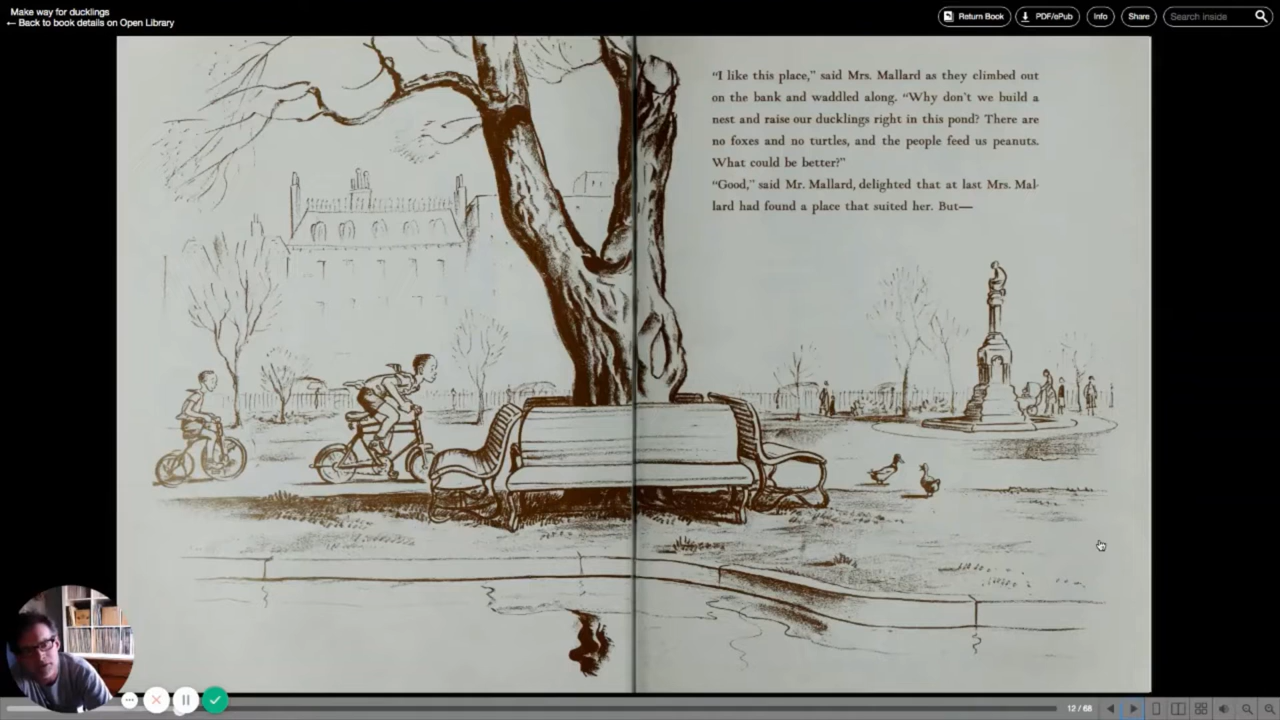 Make way for ducklings
← Back to book details on Open Library
Return Book
PDF/ePub
Info
Share
Search inside
“I like this place,” said Mrs. Mallard as they climbed out
on the bank and waddled along. “Why don’t we build a
nest and raise our ducklings right in this pond? There are
no foxes and no turtles, and the people feed us peanuts.
What could be better?”
“Good,” said Mr. Mallard, delighted that at last Mrs. Mal-
lard had found a place that suited her. But—
12 / 68